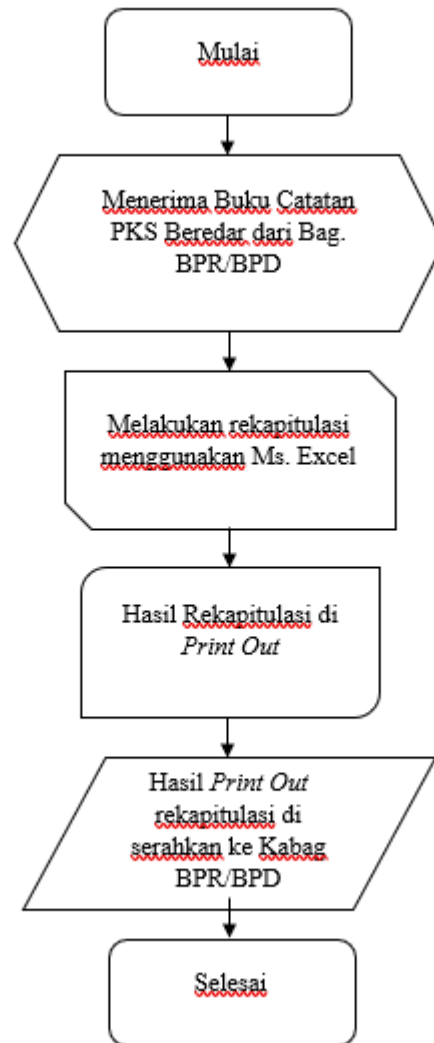 Mulai
Menerima Buku Catatan
PKS Beredar dari Bag.
BPR/BPD
Melakukan rekapitulasi
menggunakan Ms. Excel
Hasil Rekapitulasi di
Print Out
Hasil Print Out
rekapitulasi di
serahkan ke Kabag
BPR/BPD
Selesai